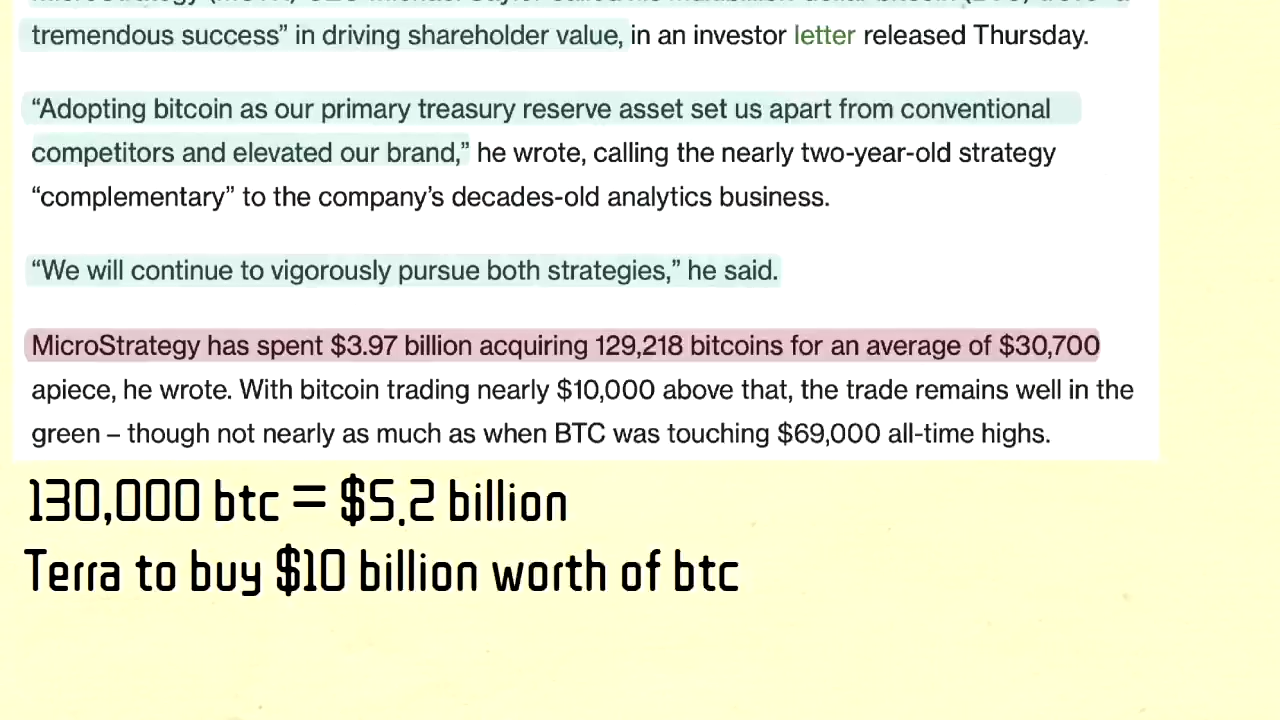 tremendous success” in driving shareholder value, in an investor letter released Thursday.
“Adopting bitcoin as our primary treasury reserve asset set us apart from conventional
competitors and elevated our brand,” he wrote, calling the nearly two-year-old strategy
“complementary” to the company’s decades-old analytics business.
“We will continue to vigorously pursue both strategies,” he said.
MicroStrategy has spent $3.97 billion acquiring 129,218 bitcoins for an average of $30,700
apiece, he wrote. With bitcoin trading nearly $10,000 above that, the trade remains well in the
green – though not nearly as much as when BTC was touching $69,000 all-time highs.
130,000 btc = $5.2 billion
Terra to buy $10 billion worth of btc